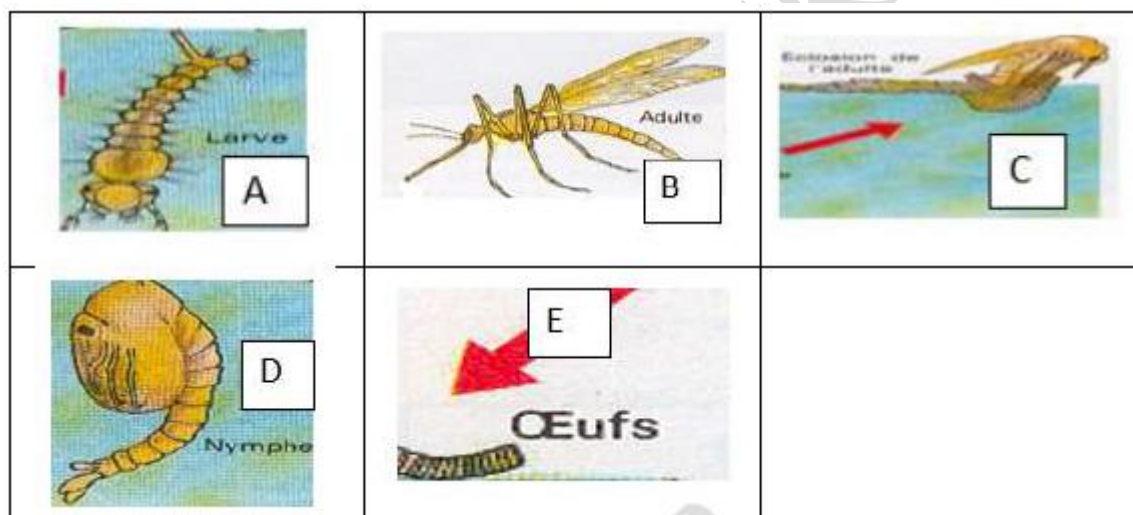 Larve
A
Adulte
B
Eclosion de
l'adulte
C
D
Nymphe
E
Œufs